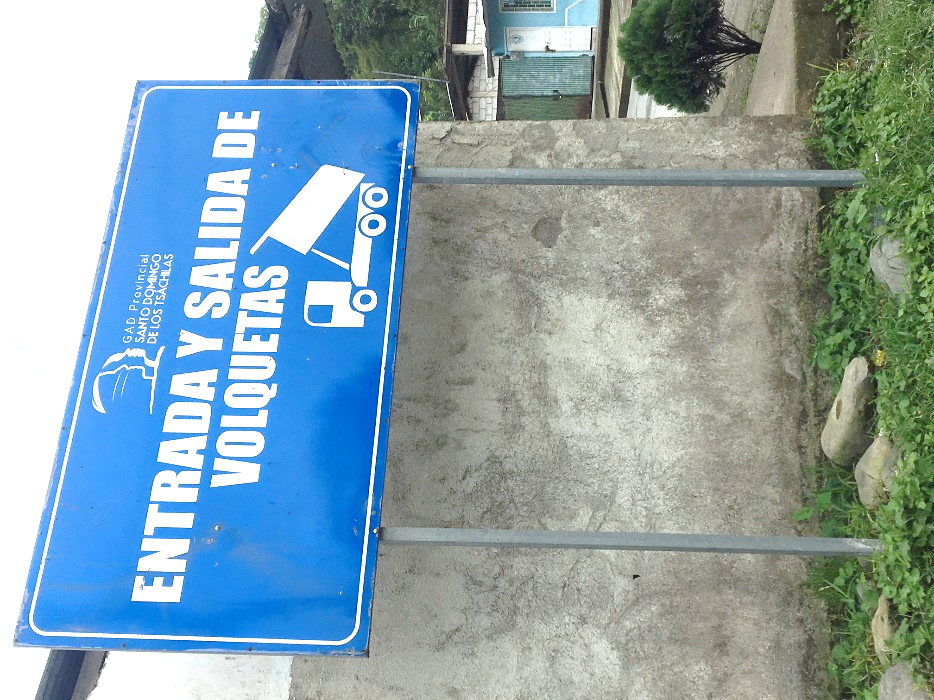 GAD Provincial
SANTO DOMINGO
DE LOS TSÁCHILAS
ENTRADA Y SALIDA DE
VOLQUETAS